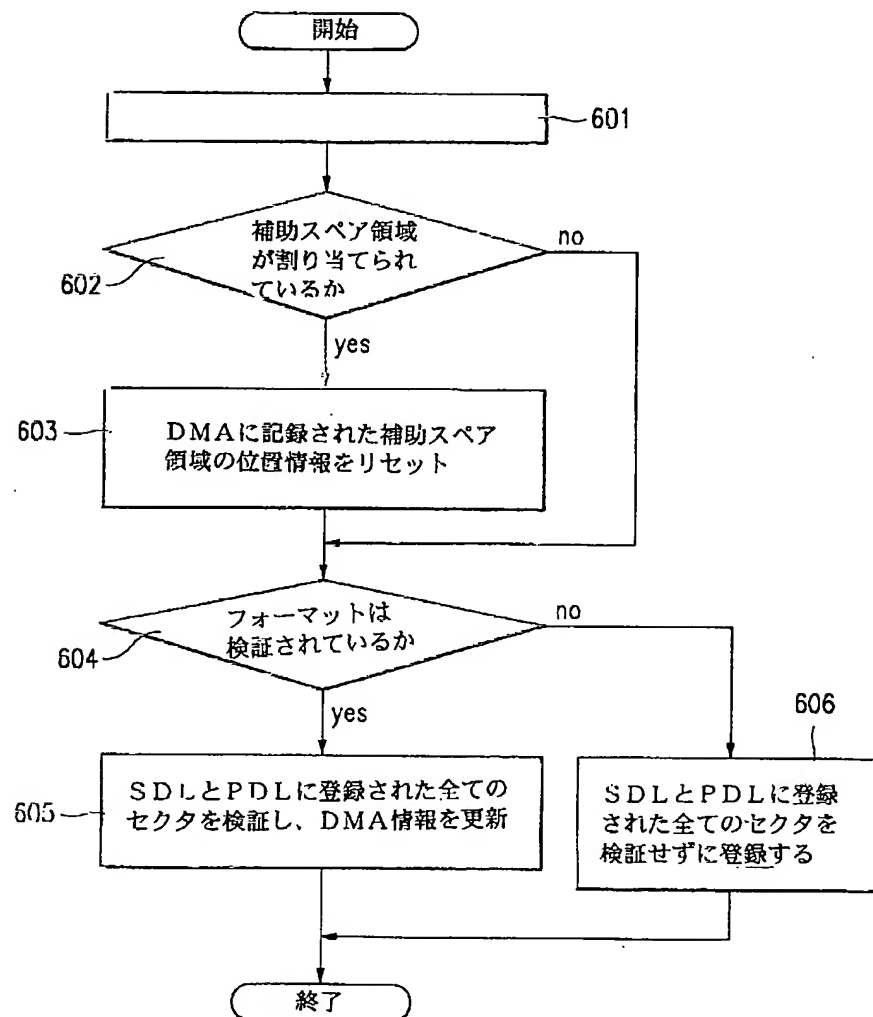 開始
601
補助スペア領域
が割り当てられ
ているか
no
602
yes
603
DMAに記録された補助スペア
領域の位置情報をリセット
フォーマットは
検証されているか
no
604
yes
606
605
SDLとPDLに登録された全ての
セクタを検証し、DMA情報を更新
SDLとPDLに登録
された全てのセクタを
検証せずに登録する
終了